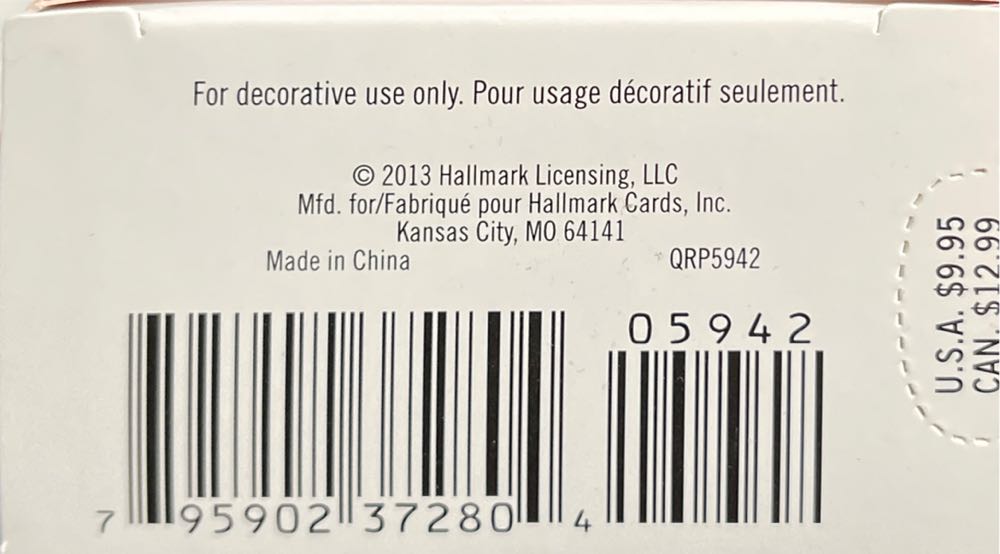 For decorative use only. Pour usage décoratif seulement.
© 2013 Hallmark Licensing, LLC
Mfd. for/Fabriqué pour Hallmark Cards, Inc.
Kansas City, MO 64141
Made in China QRP5942
05942
7 95902 37280 4
U.S.A. $9.95
CAN. $12.99